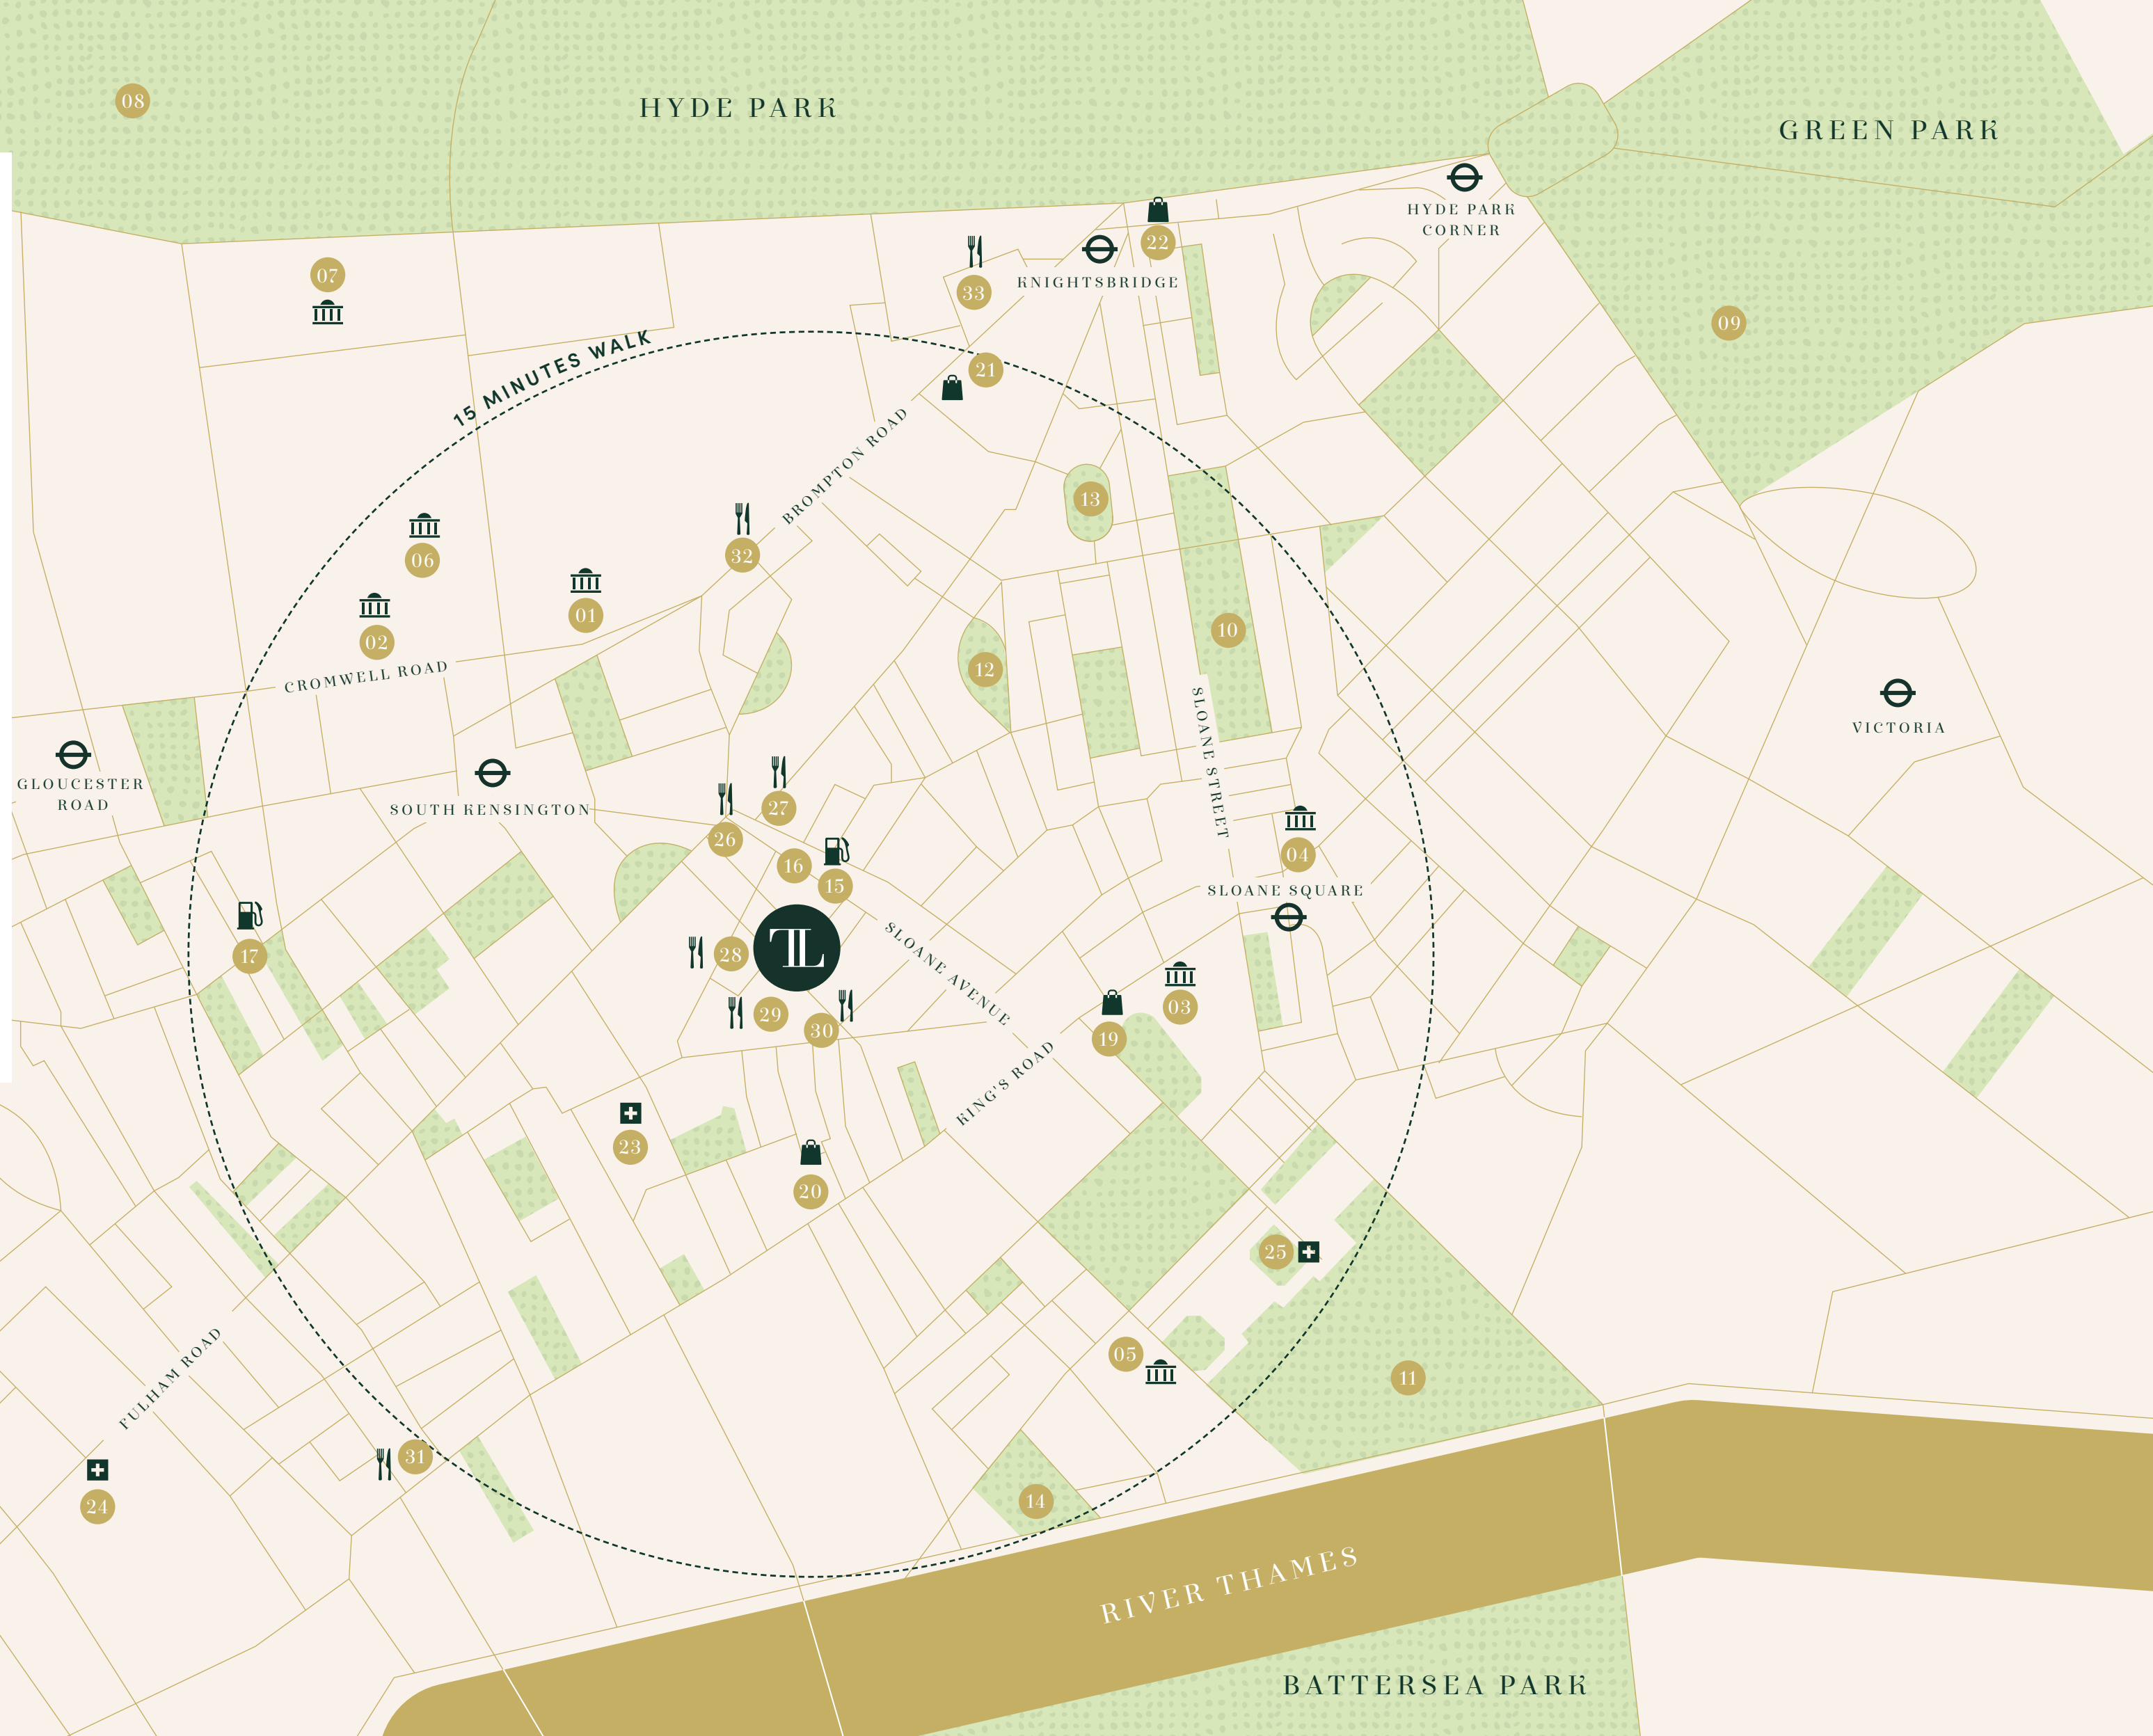 08
HYDE PARK
GREEN PARK
HYDE PARK
CORNER
22
07
33
KNIGHTSBRIDGE
09
15 MINUTES WALK
21
BROMPTON ROAD
13
06
32
01
02
10
12
CROMWELL ROAD
SLOANE STREET
VICTORIA
GLOUCESTER
ROAD
SOUTH KENSINGTON
27
26
16
15
04
SLOANE SQUARE
17
28
TL
SLOANE AVENUE
29
30
03
19
KING'S ROAD
23
20
25
05
11
FULHAM ROAD
31
24
14
RIVER THAMES
BATTERSEA PARK